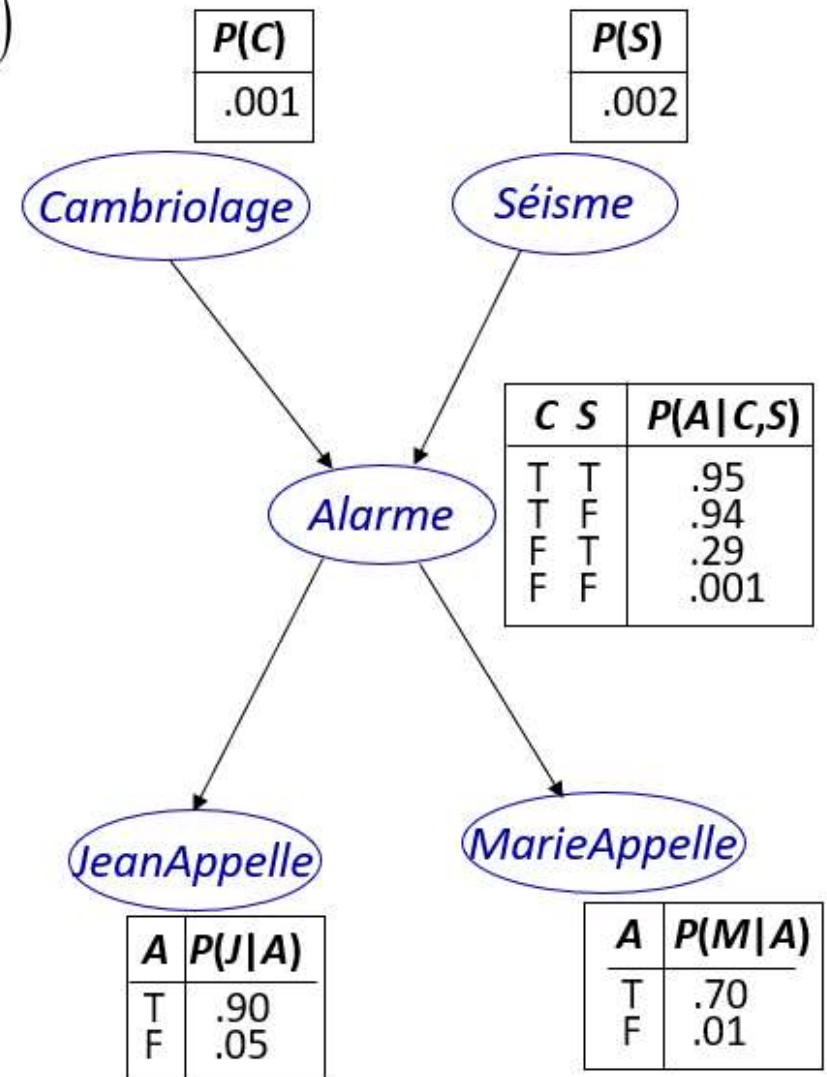 )
P(C)
.001
P(S)
.002
Cambriolage
Séisme
C S P(A|C,S)
T T .95
T F .94
F T .29
F F .001
Alarme
JeanAppelle
MarieAppelle
A P(J|A)
T .90
F .05
A P(M|A)
T .70
F .01